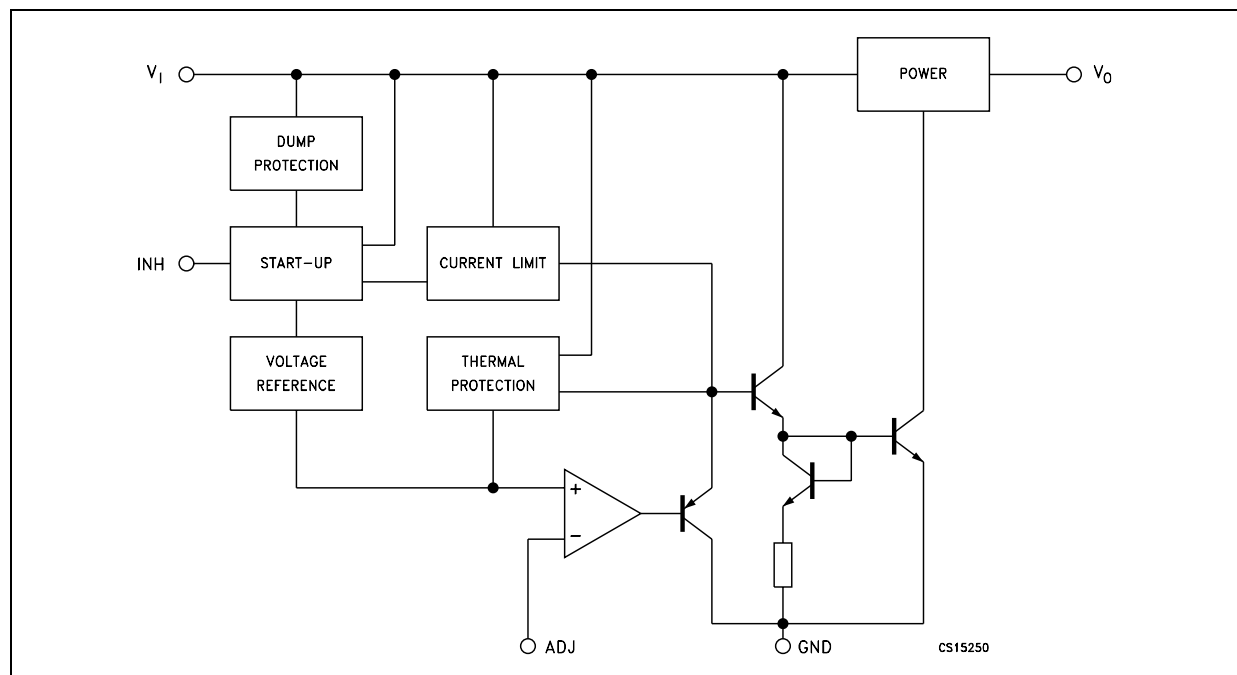 V_I
POWER
V_O
DUMP
PROTECTION
INH
START-UP
CURRENT LIMIT
VOLTAGE
REFERENCE
THERMAL
PROTECTION
+
−
ADJ
GND
CS15250